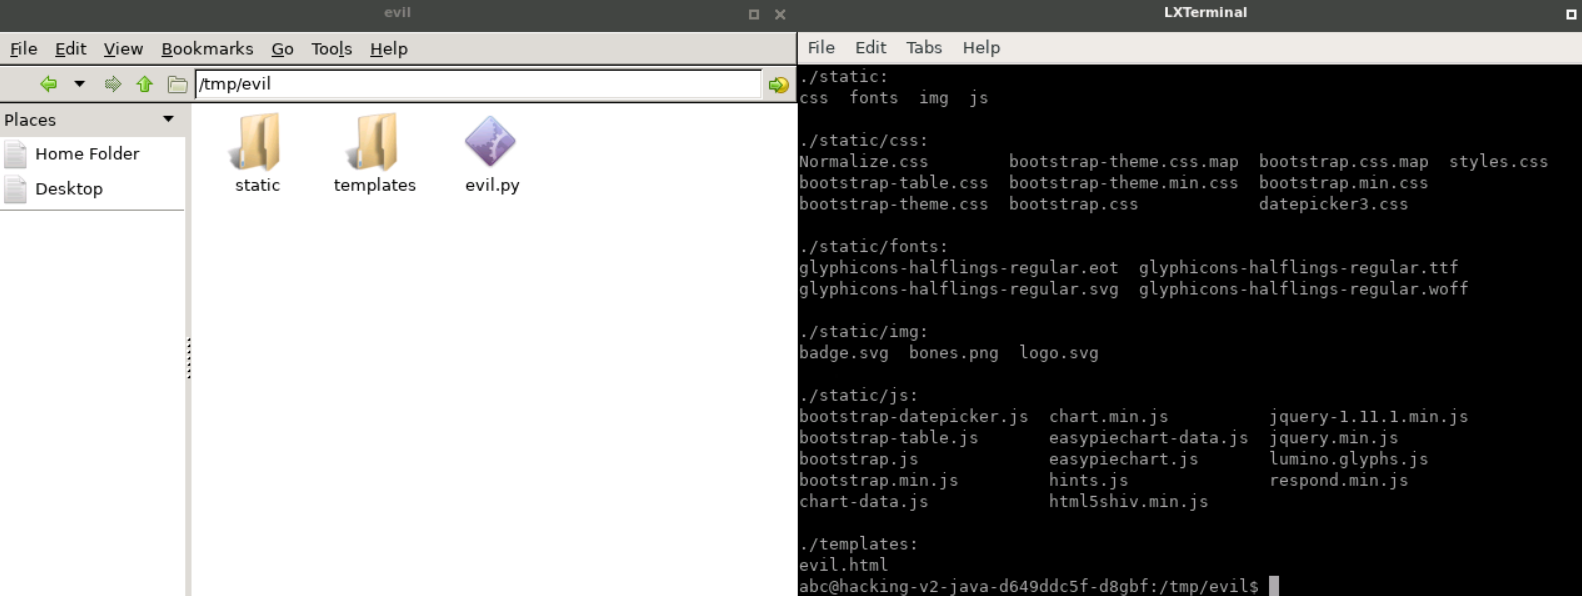 evil
File Edit View Bookmarks Go Tools Help
/tmp/evil
Places
Home Folder
Desktop
static templates evil.py
LXTerminal
File Edit Tabs Help
./static:
css fonts img js
./static/css:
Normalize.css bootstrap-theme.css.map bootstrap.css.map styles.css
bootstrap-table.css bootstrap-theme.min.css bootstrap.min.css
bootstrap-theme.css bootstrap.css datepicker3.css
./static/fonts:
glyphicons-halflings-regular.eot glyphicons-halflings-regular.ttf
glyphicons-halflings-regular.svg glyphicons-halflings-regular.woff
./static/img:
badge.svg bones.png logo.svg
./static/js:
bootstrap-datepicker.js chart.min.js jquery-1.11.1.min.js
bootstrap-table.js easypiechart-data.js jquery.min.js
bootstrap.js easypiechart.js lumino.glyphs.js
bootstrap.min.js hints.js respond.min.js
chart-data.js html5shiv.min.js
./templates:
evil.html
abc@hacking-v2-java-d649ddc5f-d8gbf:/tmp/evil$